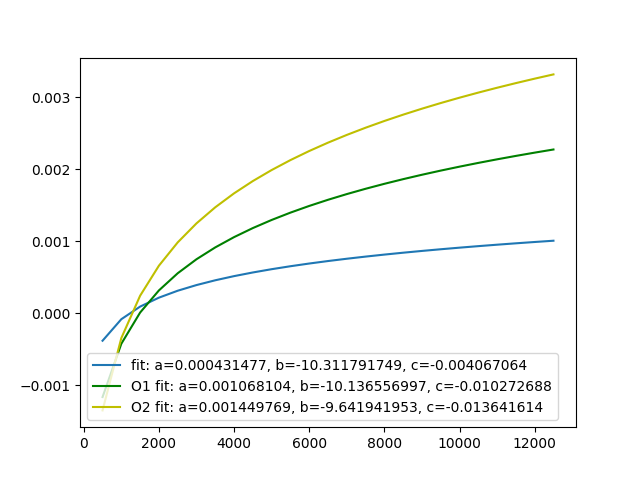 0.003
0.002
0.001
0.000
−0.001
fit: a=0.000431477, b=-10.311791749, c=-0.004067064
O1 fit: a=0.001068104, b=-10.136556997, c=-0.010272688
O2 fit: a=0.001449769, b=-9.641941953, c=-0.013641614
0 2000 4000 6000 8000 10000 12000